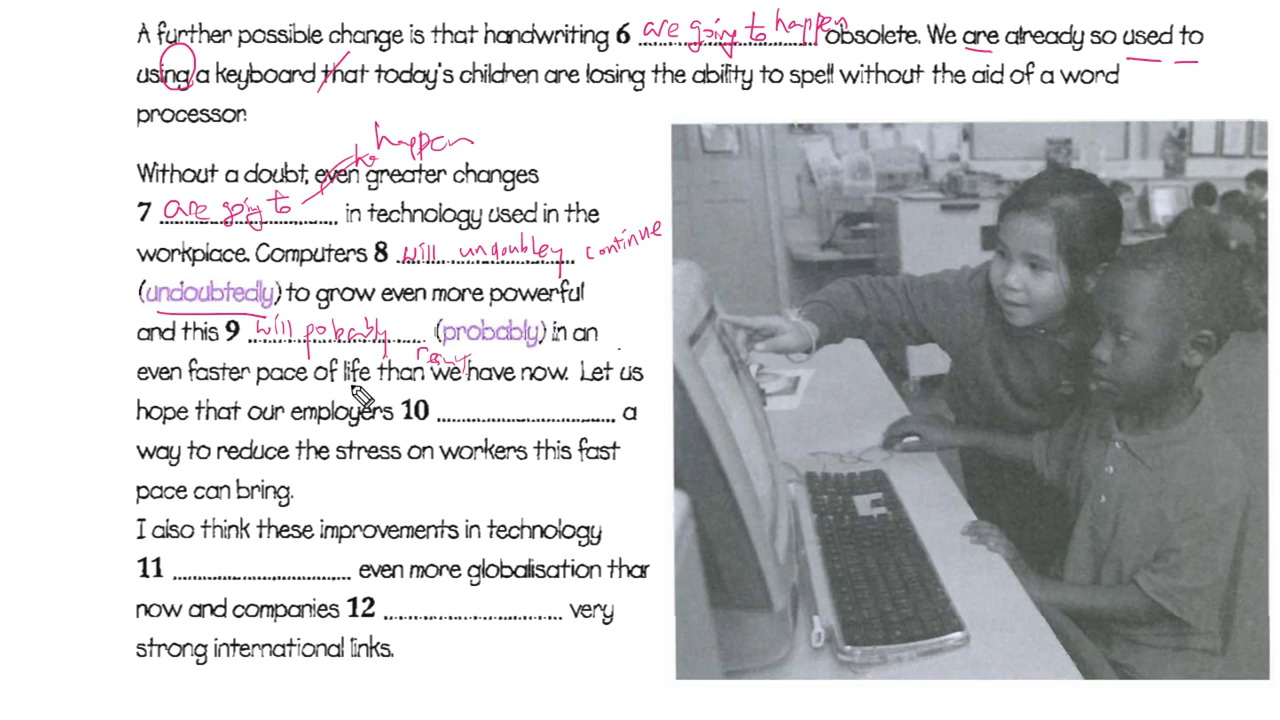 A further possible change is that handwriting 6 are going to happen obsolete. We are already so used to
using a keyboard that today's children are losing the ability to spell without the aid of a word
processor.
happen
Without a doubt, even greater changes
7 are going to in technology used in the
workplace. Computers 8 will undoubley continue
(undoubtedly) to grow even more powerful
and this 9 will pobably (probably) in an
even faster pace of life than we have now. Let us
hope that our employers 10 a
way to reduce the stress on workers this fast
pace can bring.
I also think these improvements in technology
11 even more globalisation thar
now and companies 12 very
strong international links.